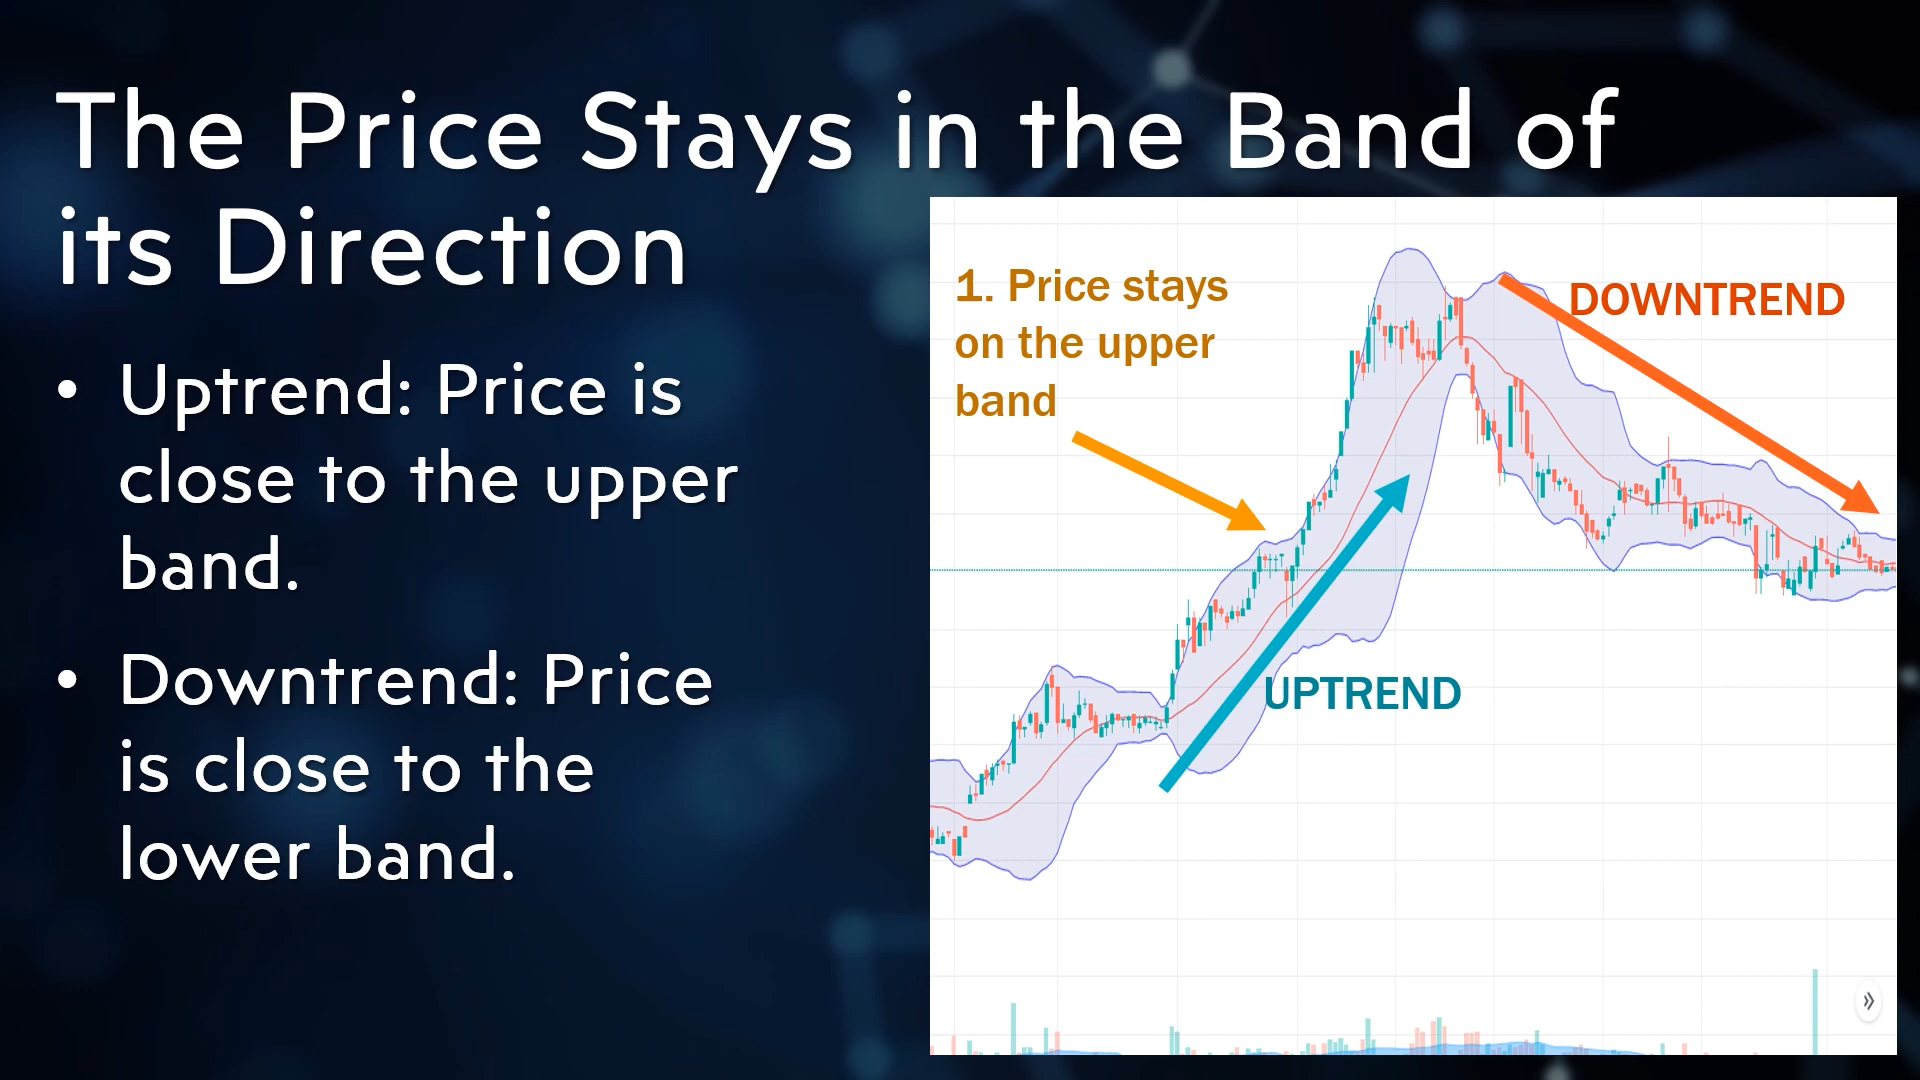 The Price Stays in the Band of
its Direction
• Uptrend: Price is
close to the upper
band.
• Downtrend: Price
is close to the
lower band.
1. Price stays
on the upper
band
DOWNTREND
UPTREND